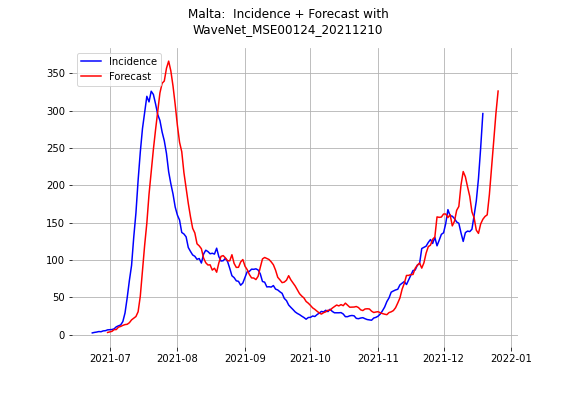 Malta:  Incidence + Forecast with
WaveNet_MSE00124_20211210
Incidence
Forecast
350
300
250
200
150
100
50
0
2021-07 2021-08 2021-09 2021-10 2021-11 2021-12 2022-01